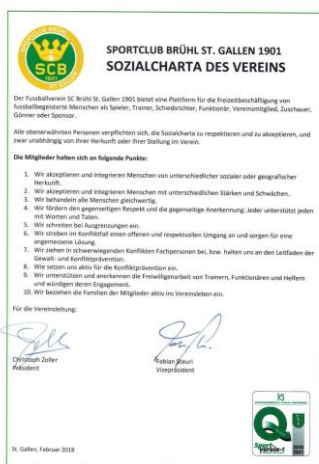 SPORTCLUB BRÜHL
SCB
1901
ST. GALLEN
SPORTCLUB BRÜHL ST. GALLEN 1901
SOZIALCHARTA DES VEREINS
Der Fussballverein SC Brühl St. Gallen 1901 bietet eine Plattform für die Freizeitbeschäftigung von
fussballbegeisterte Menschen als Spieler, Trainer, Schiedsrichter, Funktionär, Vereinsmitglied, Zuschauer,
Gönner oder Sponsor.
Alle obenerwähnten Personen verpflichten sich, die Sozialcharta zu respektieren und zu akzeptieren, und
zwar unabhängig von ihrer Herkunft oder ihrer Stellung im Verein.
Die Mitglieder halten sich an folgende Punkte:
1. Wir akzeptieren und integrieren Menschen von unterschiedlicher sozialer oder geografischer
Herkunft.
2. Wir akzeptieren und integrieren Menschen mit unterschiedlichen Stärken und Schwächen.
3. Wir behandeln alle Menschen gleichwertig.
4. Wir fördern den gegenseitigen Respekt und die gegenseitige Anerkennung: Jeder unterstützt jeden
mit Worten und Taten.
5. Wir schreiten bei Ausgrenzungen ein.
6. Wir streben im Konfliktfall einen offenen und respektvollen Umgang an und sorgen für eine
angemessene Lösung.
7. Wir ziehen in schwerwiegenden Konflikten Fachpersonen bei, bzw. halten uns an den Leitfaden der
Gewalt- und Konfliktprävention.
8. Wie setzen uns aktiv für die Konfliktprävention ein.
9. Wir unterstützen und anerkennen die Freiwilligenarbeit von Trainern, Funktionären und Helfern
und würdigen deren Engagement.
10. Wir beziehen die Familien der Mitglieder aktiv ins Vereinsleben ein.
Für die Vereinsleitung:
Christoph Zoller
Präsident
Fabian Steuri
Vizepräsident
St. Gallen, Februar 2018
Q
Sport-
verein-t